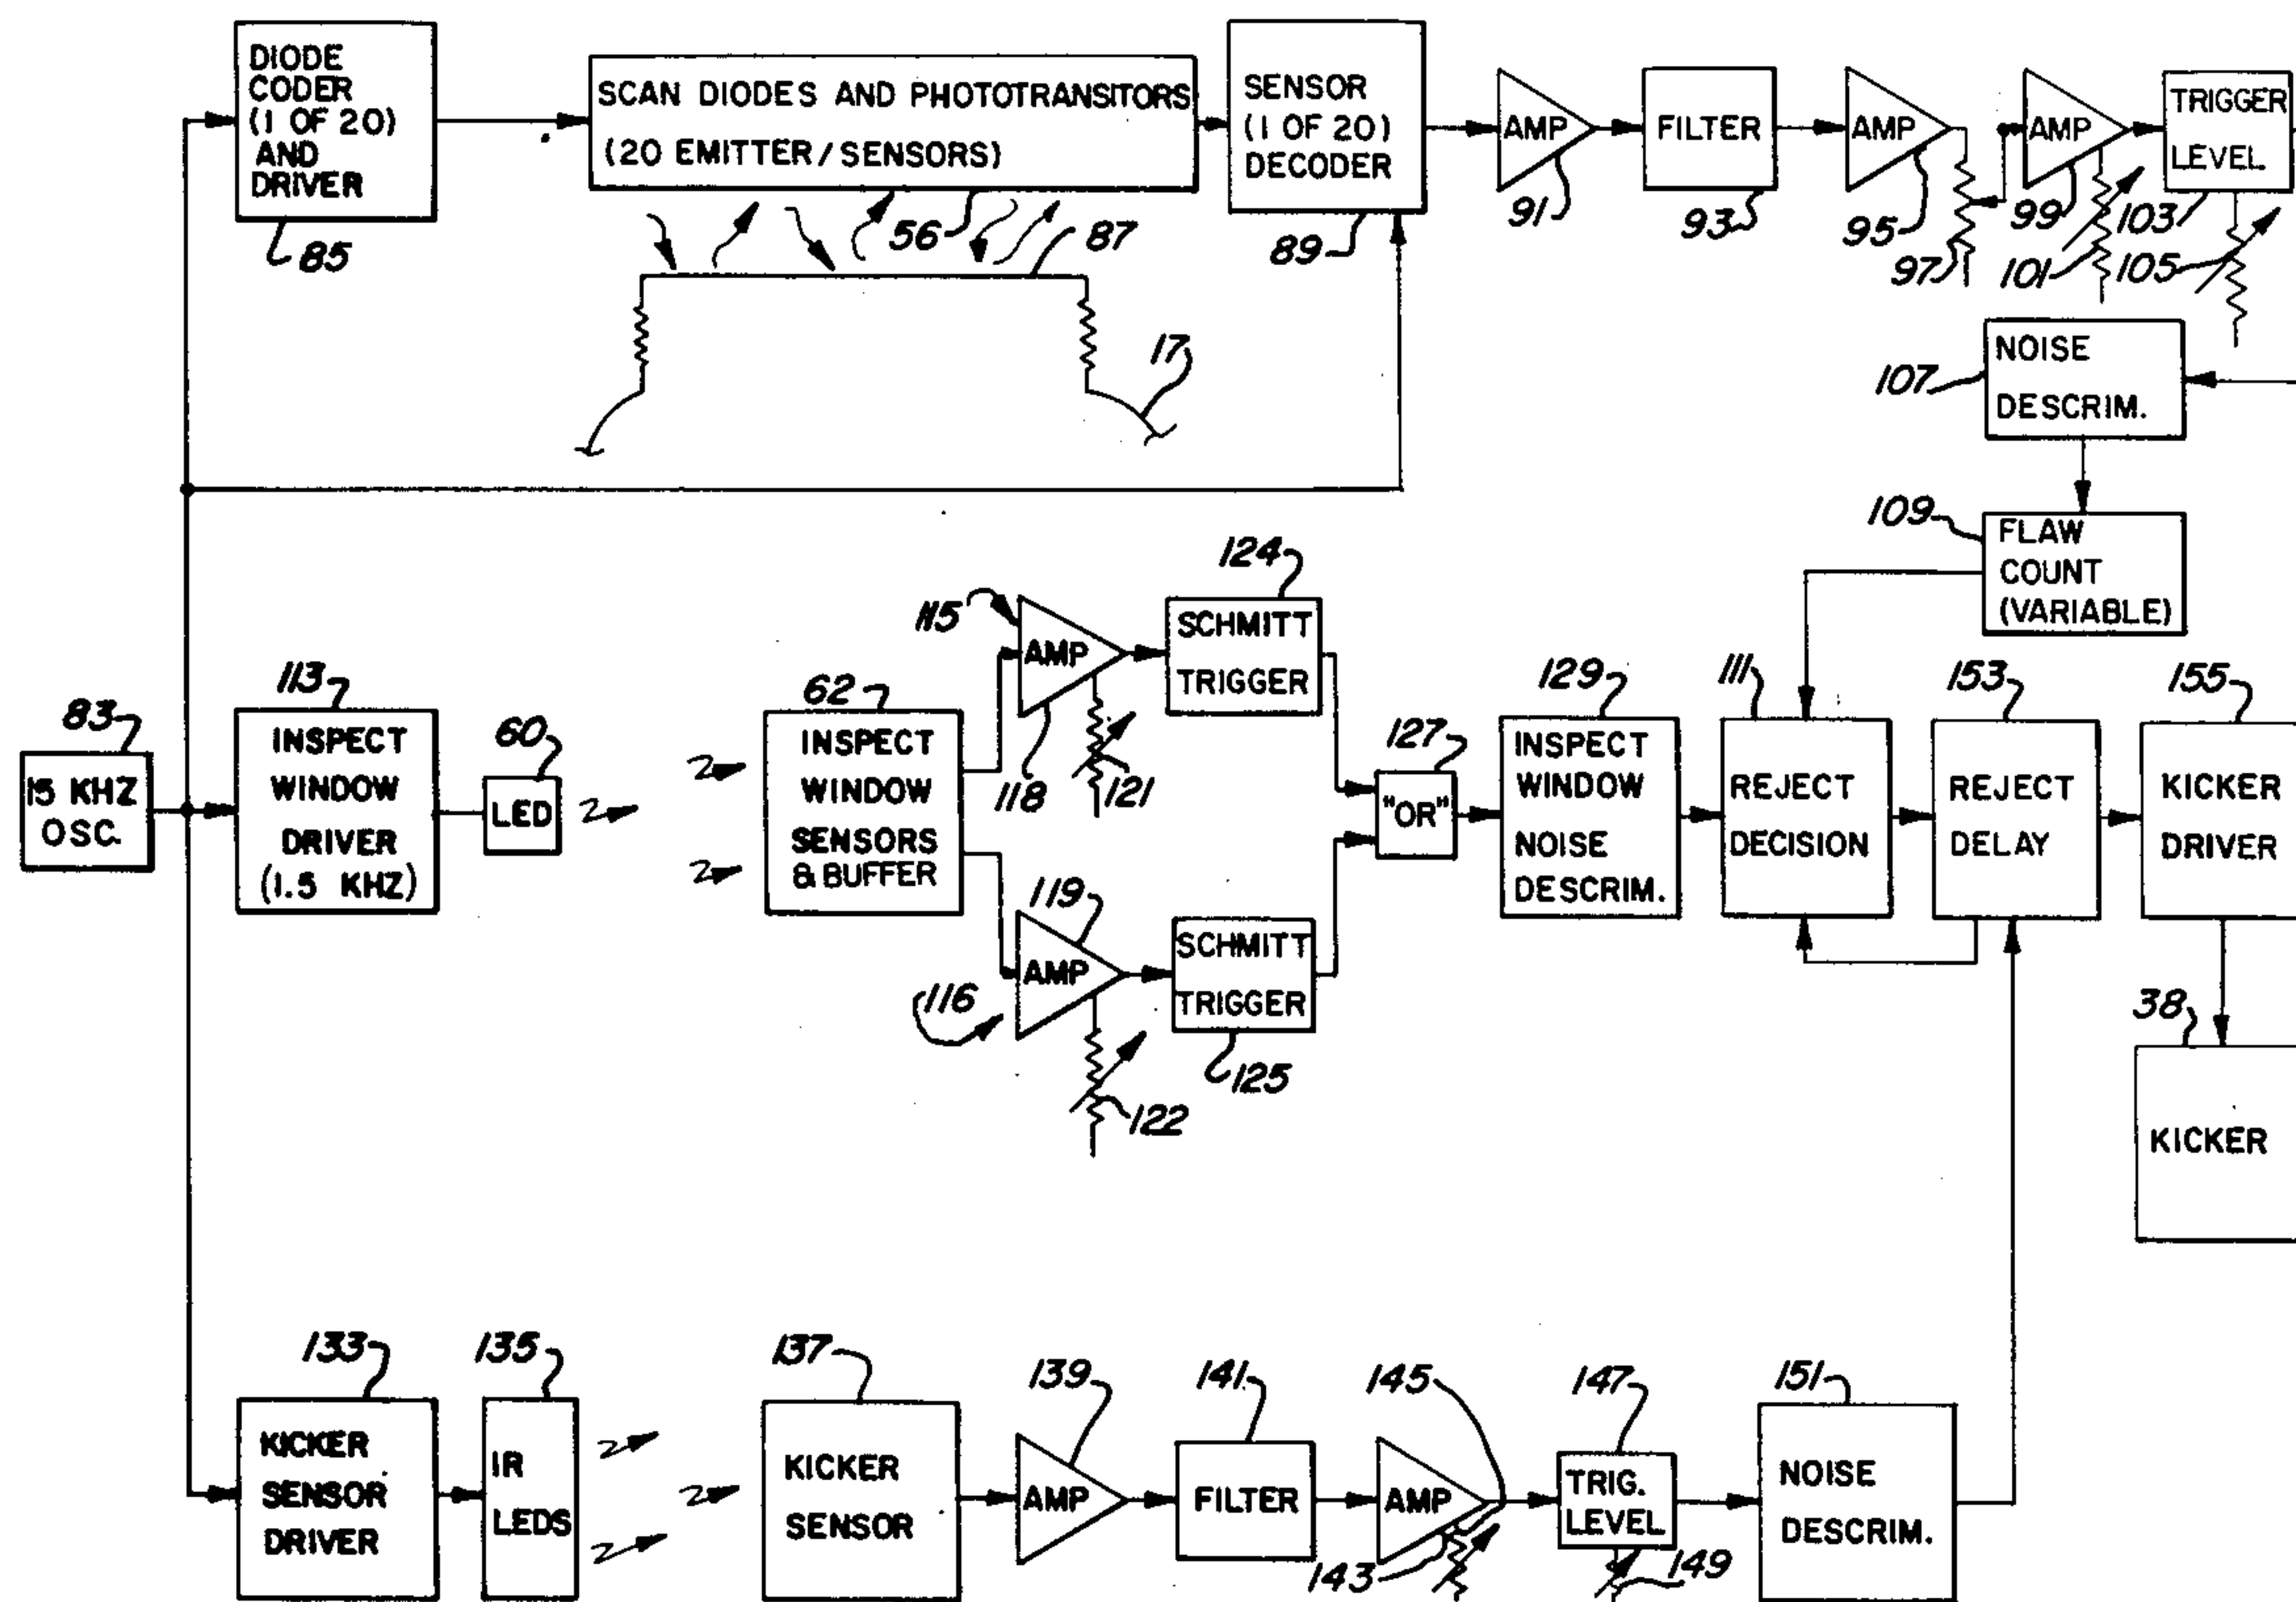 DIODE
CODER
(1 OF 20)
AND
DRIVER
85
SCAN DIODES AND PHOTOTRANSITORS
(20 EMITTER/SENSORS)
56
87
17
SENSOR
(1 OF 20)
DECODER
89
AMP
91
FILTER
93
AMP
95
97
AMP
99
101
TRIGGER
LEVEL
103
105
107
NOISE
DESCRIM.
109
FLAW
COUNT
(VARIABLE)
83
15 KHZ
OSC.
113
INSPECT
WINDOW
DRIVER
(1.5 KHZ)
60
LED
62
INSPECT
WINDOW
SENSORS
& BUFFER
115
AMP
118
121
124
SCHMITT
TRIGGER
116
119
AMP
122
SCHMITT
TRIGGER
125
127
"OR"
129
INSPECT
WINDOW
NOISE
DESCRIM.
111
REJECT
DECISION
153
REJECT
DELAY
155
KICKER
DRIVER
38
KICKER
133
KICKER
SENSOR
DRIVER
135
IR
LEDS
137
KICKER
SENSOR
139
AMP
141
FILTER
145
AMP
143
147
TRIG.
LEVEL
149
151
NOISE
DESCRIM.